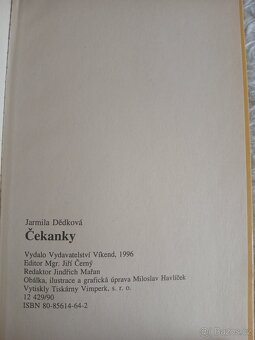 Jarmila Dědková
Čekanky
Vydalo Vydavatelství Víkend, 1996
Editor Mgr. Jiří Černý
Redaktor Jindřich Mařan
Obálka, ilustrace a grafická úprava Miloslav Havlíček
Vytiskly Tiskárny Vimperk, s. r. o.
12 429/90
ISBN 80-85614-64-2